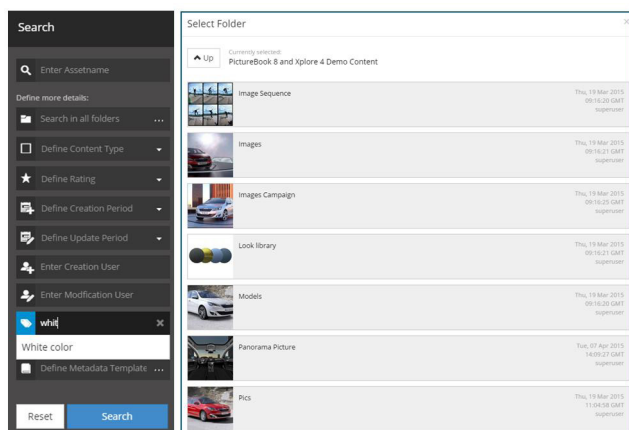 Search
Enter Assetname
Define more details:
Search in all folders ...
Define Content Type
Define Rating
Define Creation Period
Define Update Period
Enter Creation User
Enter Modfication User
whit
White color
Define Metadata Template ...
Reset Search
Select Folder
Up
Currently selected:
PictureBook 8 and Xplore 4 Demo Content
Image Sequence
Thu, 19 Mar 2015
09:16:20 GMT
superuser
Images
Thu, 19 Mar 2015
09:16:21 GMT
superuser
Images Campaign
Thu, 19 Mar 2015
09:16:25 GMT
superuser
Look library
Thu, 19 Mar 2015
09:16:21 GMT
superuser
Models
Thu, 19 Mar 2015
09:16:20 GMT
superuser
Panorama Picture
Tue, 07 Apr 2015
14:09:27 GMT
superuser
Pics
Thu, 19 Mar 2015
11:04:58 GMT
superuser